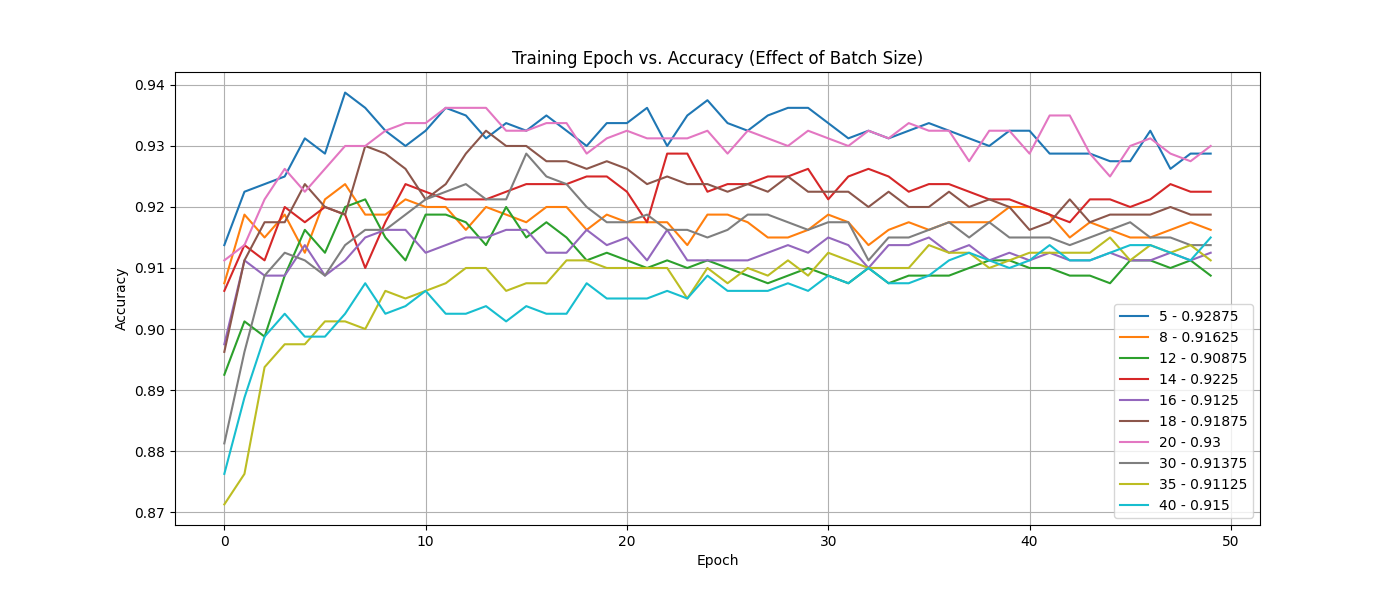 Training Epoch vs. Accuracy (Effect of Batch Size)
Accuracy
0.94
0.93
0.92
0.91
0.90
0.89
0.88
0.87
0 10 20 30 40 50
Epoch
5 - 0.92875
8 - 0.91625
12 - 0.90875
14 - 0.9225
16 - 0.9125
18 - 0.91875
20 - 0.93
30 - 0.91375
35 - 0.91125
40 - 0.915